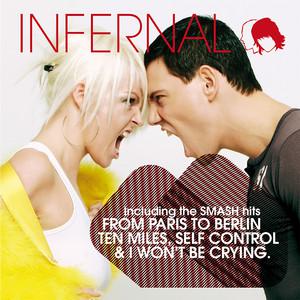 INFERNAL
Including the SMASH hits
FROM PARIS TO BERLIN
TEN MILES, SELF CONTROL
& I WON'T BE CRYING.